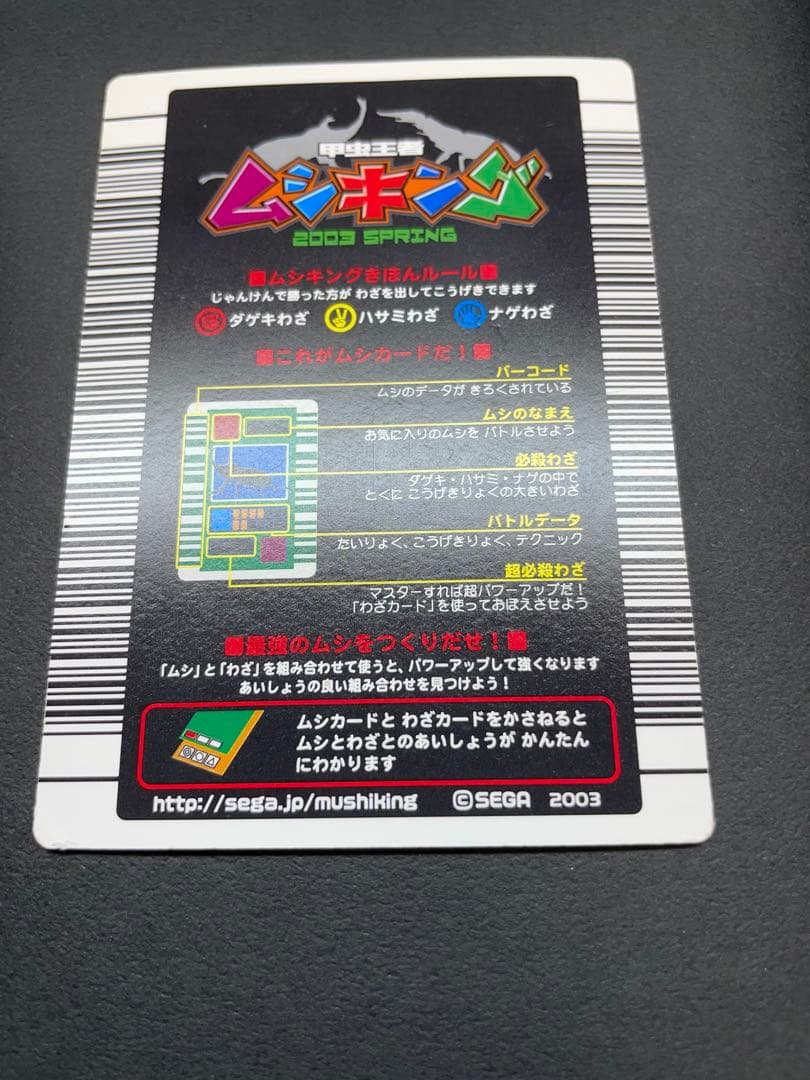 甲虫王者
ムシキング
2003 SPRING
ムシキングきほんルール
じゃんけんで勝った方が わざを出してこうげきできます
ダゲキわざ ハサミわざ ナゲわざ
これがムシカードだ！
バーコード
ムシのデータが きろくされている
ムシのなまえ
お気に入りのムシを バトルさせよう
必殺わざ
ダゲキ・ハサミ・ナゲの中で
とくに こうげきりょくの大きいわざ
バトルデータ
たいりょく、こうげきりょく、テクニック
超必殺わざ
マスターすれば超パワーアップだ！
「わざカード」を使っておぼえさせよう
最強のムシをつくりだせ！
「ムシ」と「わざ」を組み合わせて使うと、パワーアップして強くなります
あいしょうの良い組み合わせを見つけよう！
ムシカードと わざカードをかさねると
ムシとわざとのあいしょうが かんたん
にわかります
http://sega.jp/mushiking ©SEGA 2003